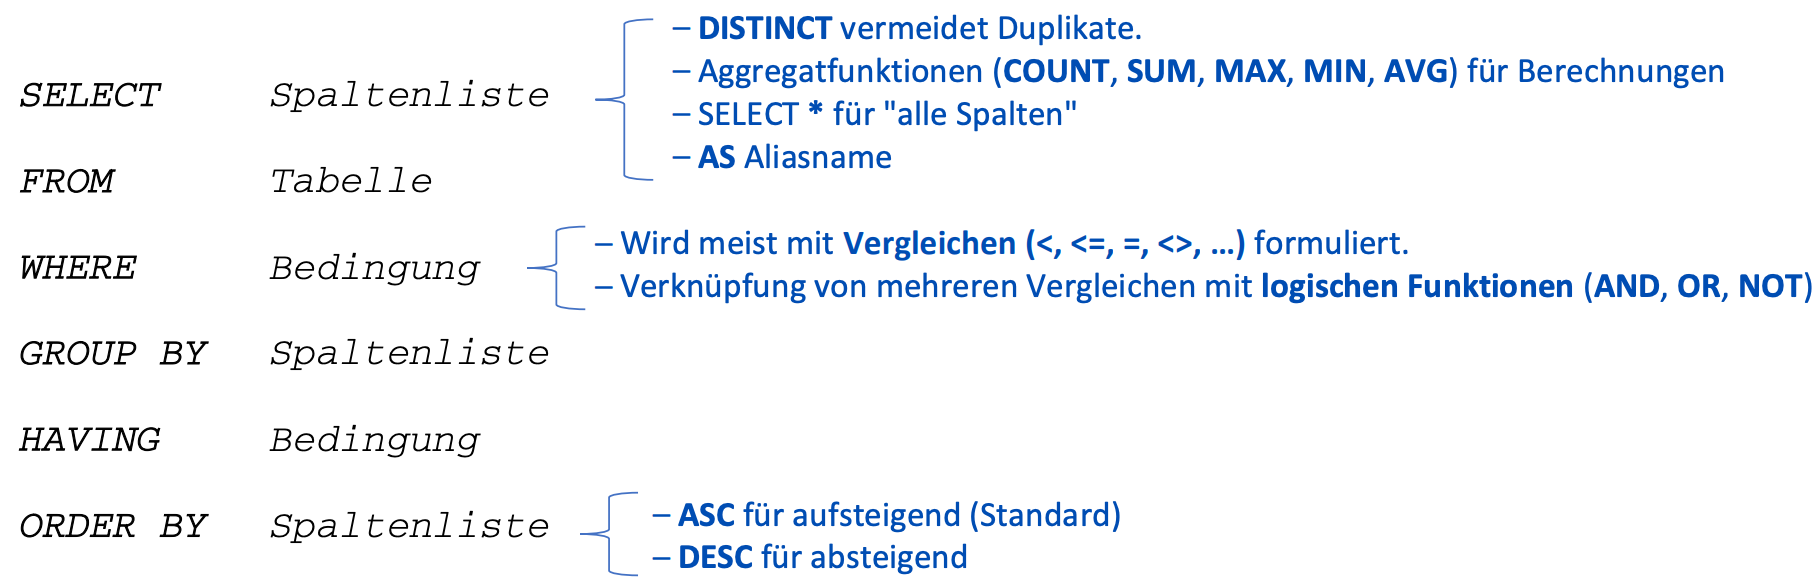 – DISTINCT vermeidet Duplikate.
– Aggregatfunktionen (COUNT, SUM, MAX, MIN, AVG) für Berechnungen
SELECT Spaltenliste
– SELECT * für "alle Spalten"
– AS Aliasname
FROM Tabelle
– Wird meist mit Vergleichen (<, <=, =, <>, …) formuliert.
WHERE Bedingung
– Verknüpfung von mehreren Vergleichen mit logischen Funktionen (AND, OR, NOT)
GROUP BY Spaltenliste
HAVING Bedingung
– ASC für aufsteigend (Standard)
ORDER BY Spaltenliste
– DESC für absteigend